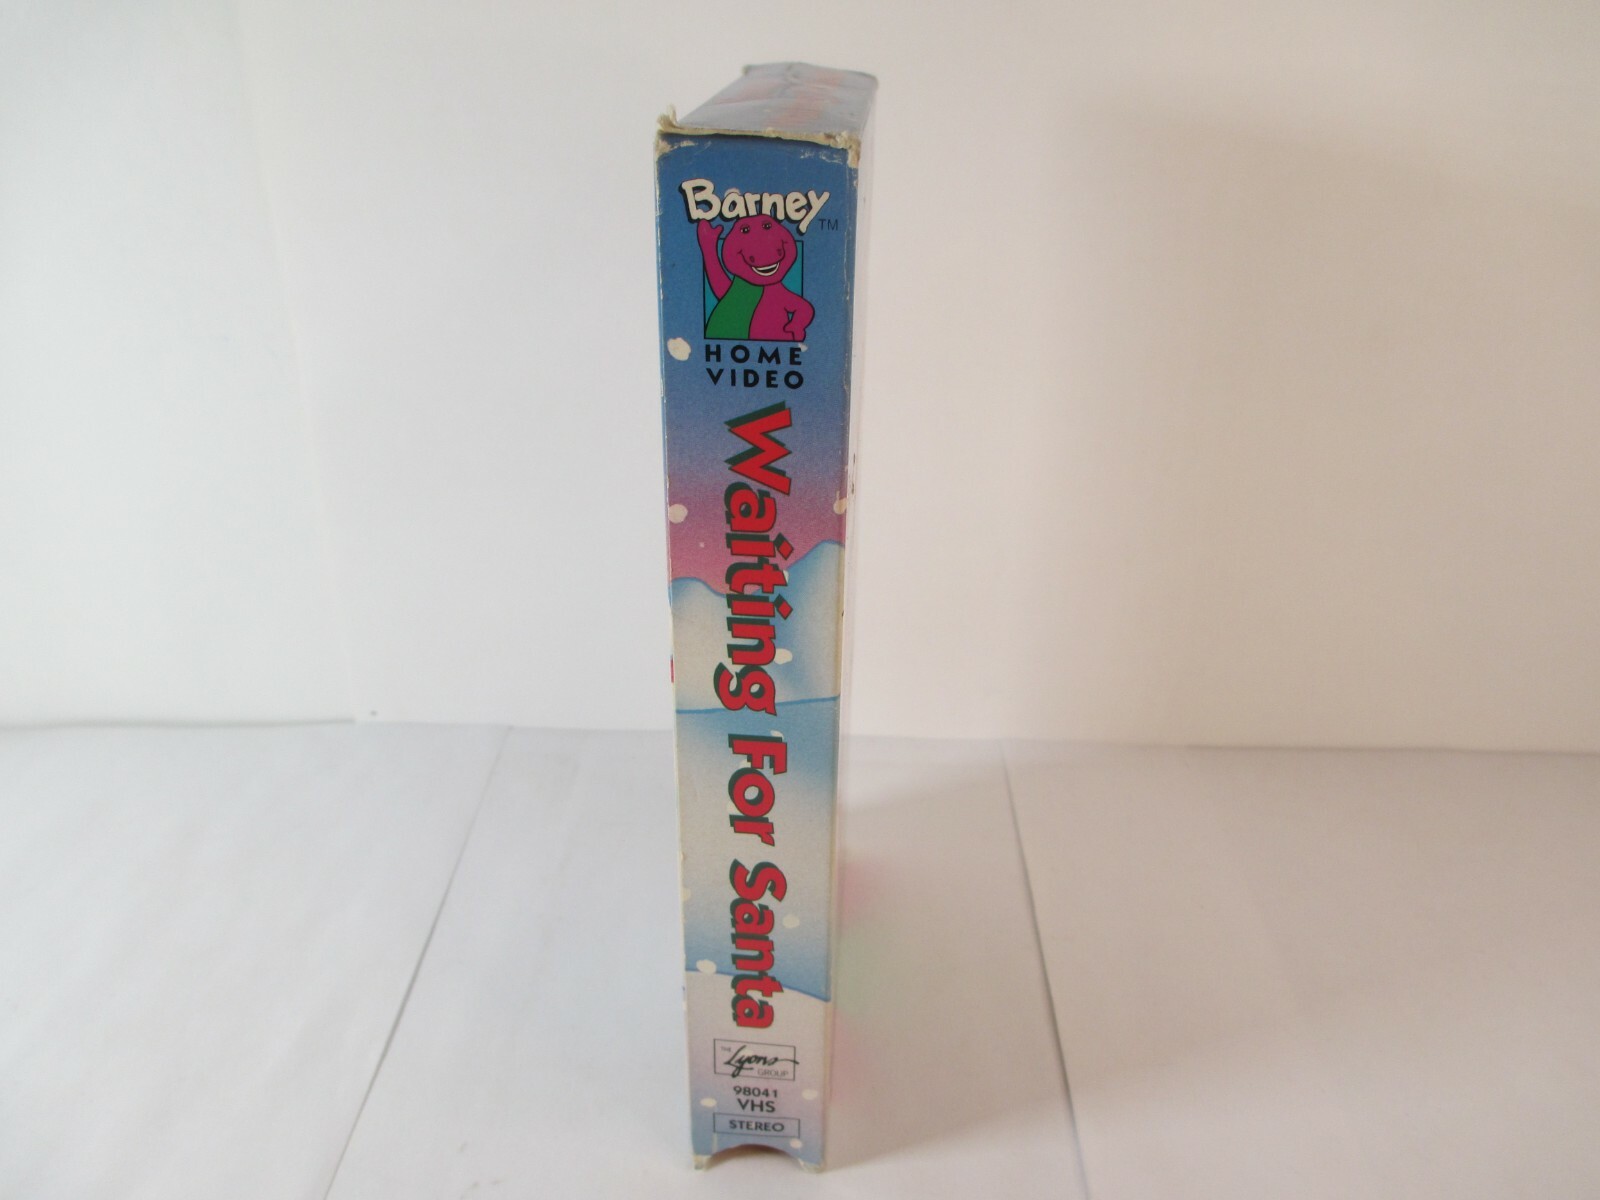 Barney
TM
HOME
VIDEO
Waiting For Santa
THE
Lyons
GROUP
98041
VHS
STEREO